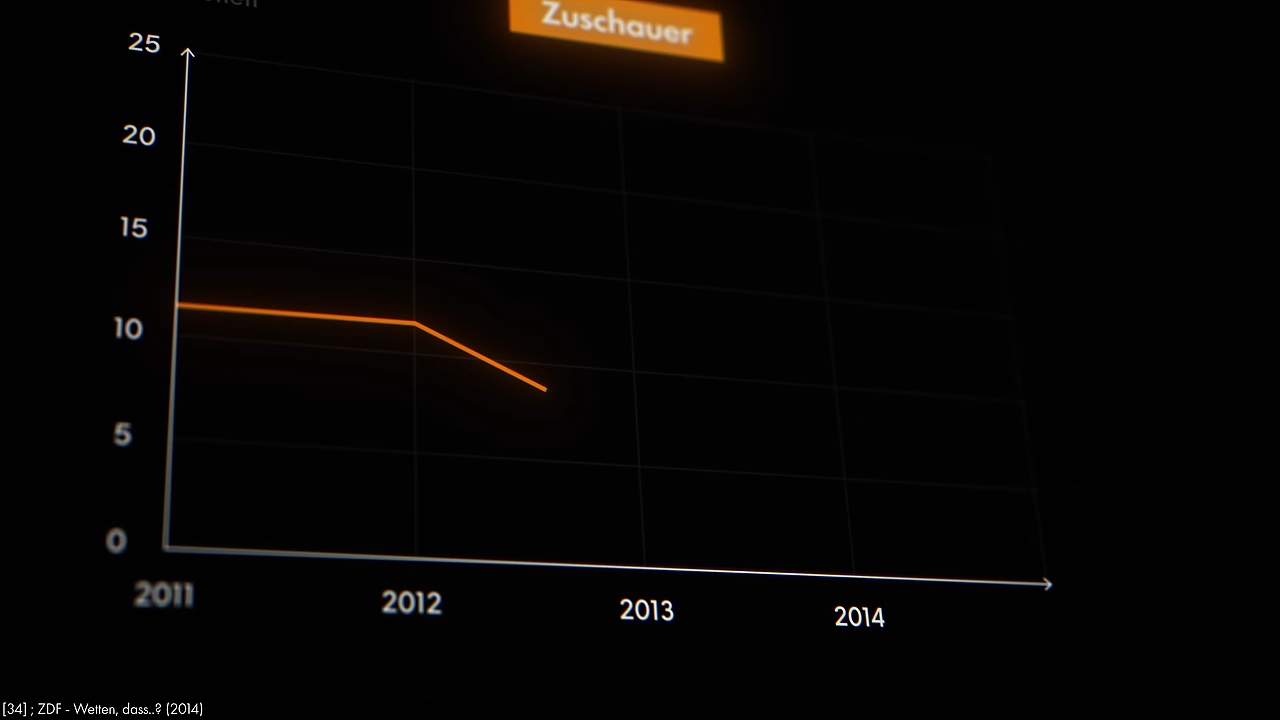 Zuschauer
25
20
15
10
5
0
2011 2012 2013 2014
[34] ; ZDF - Wetten, dass..? (2014)